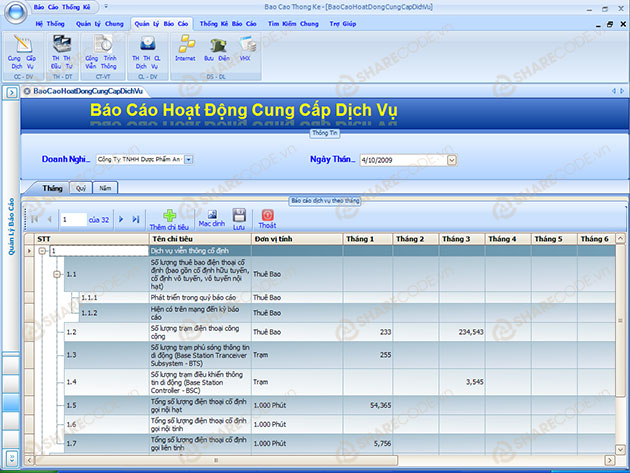 Báo Cáo Thống Kê
Bao Cao Thong Ke - [BaoCaoHoatDongCungCapDichVu]
Hệ Thống Quản lý Chung Quản Lý Báo Cáo Thống Kê Báo Cáo Tìm Kiếm Chung Trợ Giúp
Cung Cấp TH TH Công Trình TH TH CL Internet Bưu Điện VHX
Dịch Vụ Đầu Tư Viễn Thông Dịch Vụ
CC - DV TH - DT CT-VT CL - DV DS - DL
BaoCaoHoatDongCungCapDichVu
Báo Cáo Hoạt Động Cung Cấp Dịch Vụ
Thông Tin
Doanh Nghi... Công Ty TNHH Dược Phẩm An Ngày Thán... 4/10/2009
Tháng Quý Năm
Báo cáo dịch vụ theo tháng
1 của 32 Thêm chỉ tiêu Mac dinh Lưu Thoát
Quản Lý Báo Cáo
STT Tên chỉ tiêu Đơn vị tính Tháng 1 Tháng 2 Tháng 3 Tháng 4 Tháng 5 Tháng 6
1 Dịch vụ viễn thông cố định
1.1 Số lượng thuê bao điện thoại cố
định (bao gồn cố định hữu tuyến,
cố định vô tuyến, vô tuyến nội
hạt) Thuê Bao
1.1.1 Phát triển trong quý báo cáo Thuê Bao
1.1.2 Hiện có trên mạng đến kỳ báo
cáo Thuê Bao
1.2 Số lượng trạm điện thoại công
cộng Thuê Bao 233 234,543
1.3 Số lượng trạm phủ sóng thông tin
di động (Base Station Tranceiver
Subsystem - BTS) Trạm 255
1.4 Số lượng trạm điều khiển thông
tin di động (Base Station
Controller - BSC) Trạm 3,545
1.5 Tổng số lượng điện thoại cố định
gọi nội hạt 1.000 Phút 54,365
1.6 Tổng số lượng điện thoại cố định
gọi nội tỉnh 1.000 Phút
1.7 Tổng số lượng điện thoại cố định
gọi liên tỉnh 1.000 Phút 5,756
SHARECODE.vn